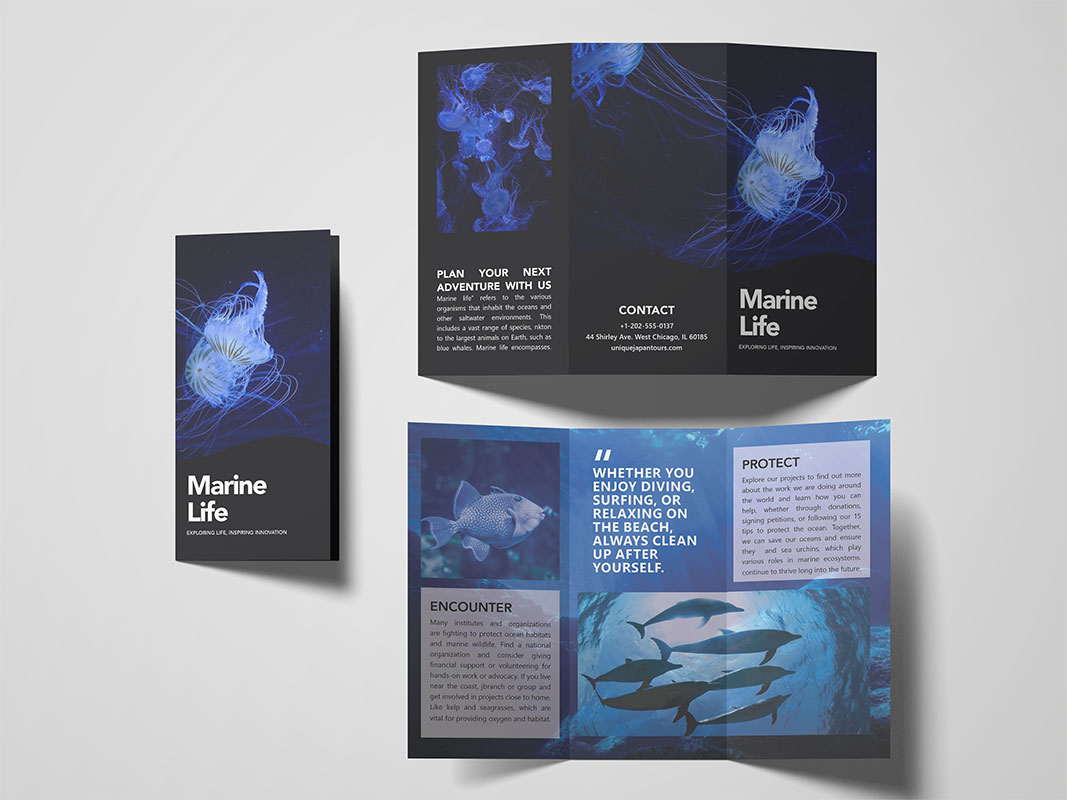 Marine
Life
EXPLORING LIFE, INSPIRING INNOVATION
PLAN YOUR NEXT
ADVENTURE WITH US
Marine life" refers to the various
organisms that inhabit the oceans and
other saltwater environments. This
includes a vast range of species, nkton
to the largest animals on Earth, such as
blue whales. Marine life encompasses.
CONTACT
+1-202-555-0137
44 Shirley Ave. West Chicago, IL 60185
uniquejapantours.com
Marine
Life
EXPLORING LIFE, INSPIRING INNOVATION
ENCOUNTER
Many institutes and organizations
are fighting to protect ocean habitats
and marine wildlife. Find a national
organization and consider giving
financial support or volunteering for
hands-on work or advocacy. If you live
near the coast, jbranch or group and
get involved in projects close to home.
Like kelp and seagrasses, which are
vital for providing oxygen and habitat.
"
WHETHER YOU
ENJOY DIVING,
SURFING, OR
RELAXING ON
THE BEACH,
ALWAYS CLEAN
UP AFTER
YOURSELF.
PROTECT
Explore our projects to find out more
about the work we are doing around
the world and learn how you can
help, whether through donations,
signing petitions, or following our 15
tips to protect the ocean. Together,
we can save our oceans and ensure
they and sea urchins, which play
various roles in marine ecosystems.
continue to thrive long into the future.